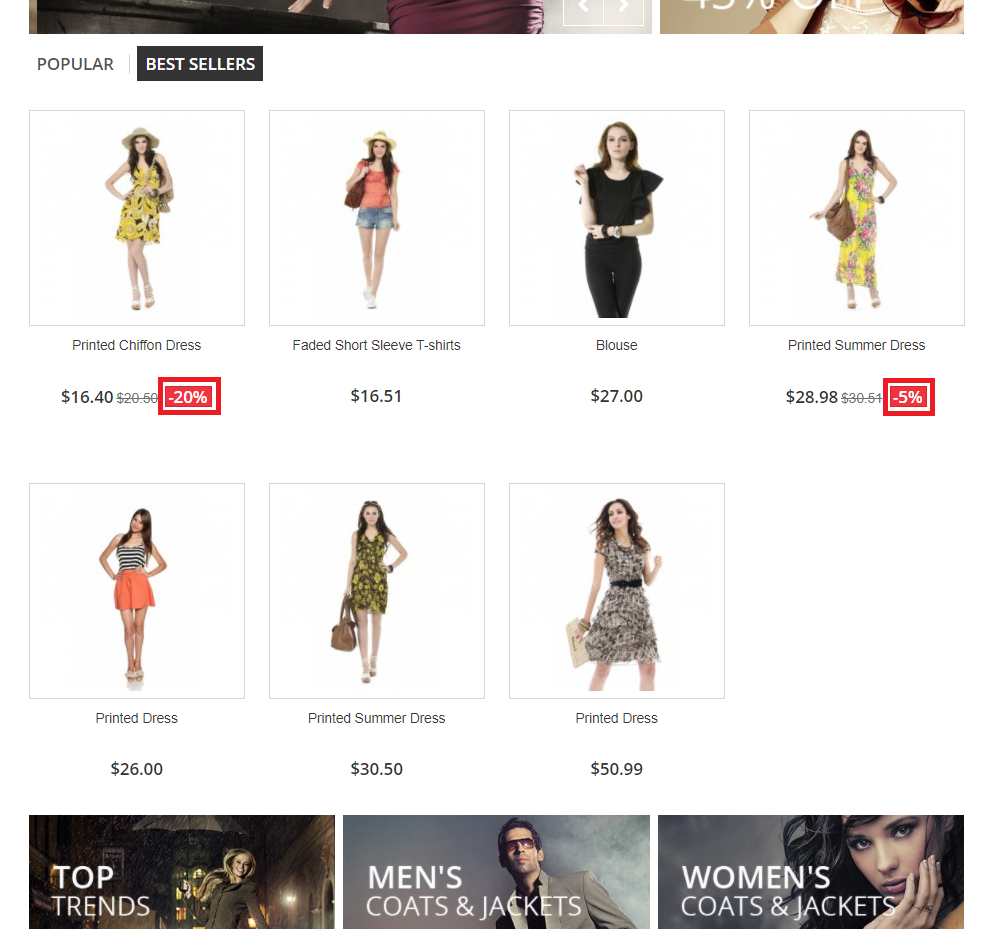 45% OFF
POPULAR
BEST SELLERS
Printed Chiffon Dress
Faded Short Sleeve T-shirts
Blouse
Printed Summer Dress
$16.40 $20.50 -20%
$16.51
$27.00
$28.98 $30.51 -5%
Printed Dress
Printed Summer Dress
Printed Dress
$26.00
$30.50
$50.99
TOP
TRENDS
MEN'S
COATS & JACKETS
WOMEN'S
COATS & JACKETS